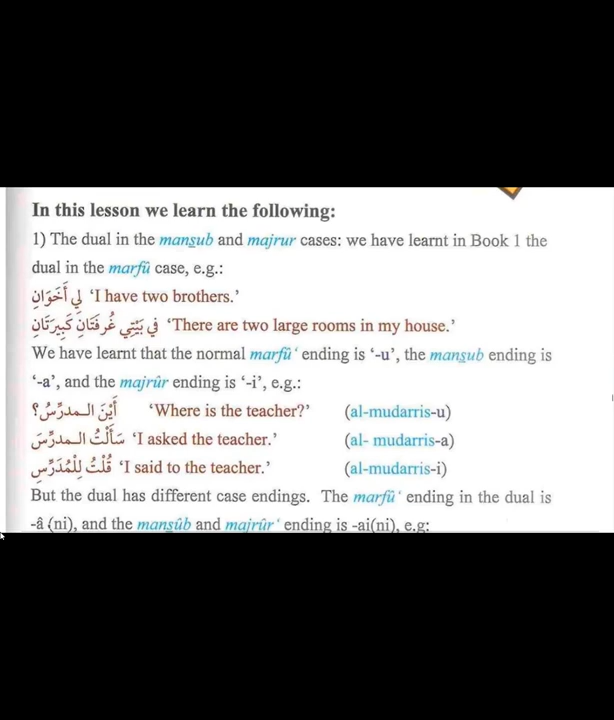 In this lesson we learn the following:
1) The dual in the mansub and majrur cases: we have learnt in Book 1 the
dual in the marfû case, e.g.:
لِي أَخَوَانِ ‘I have two brothers.’
فِي بَيْتِي غُرْفَتَانِ كَبِيرَتَانِ ‘There are two large rooms in my house.’
We have learnt that the normal marfû‘ ending is ‘-u’, the mansub ending is
‘-a’, and the majrûr ending is ‘-i’, e.g.:
أَيْنَ الـمدرِّسُ؟ ‘Where is the teacher?’ (al-mudarris-u)
سَأَلْتُ الـمدرِّسَ ‘I asked the teacher.’ (al- mudarris-a)
قُلْتُ لِلْمُدَرِّسِ ‘I said to the teacher.’ (al-mudarris-i)
But the dual has different case endings. The marfû‘ ending in the dual is
-â (ni), and the mansûb and majrûr‘ ending is -ai(ni), e.g: